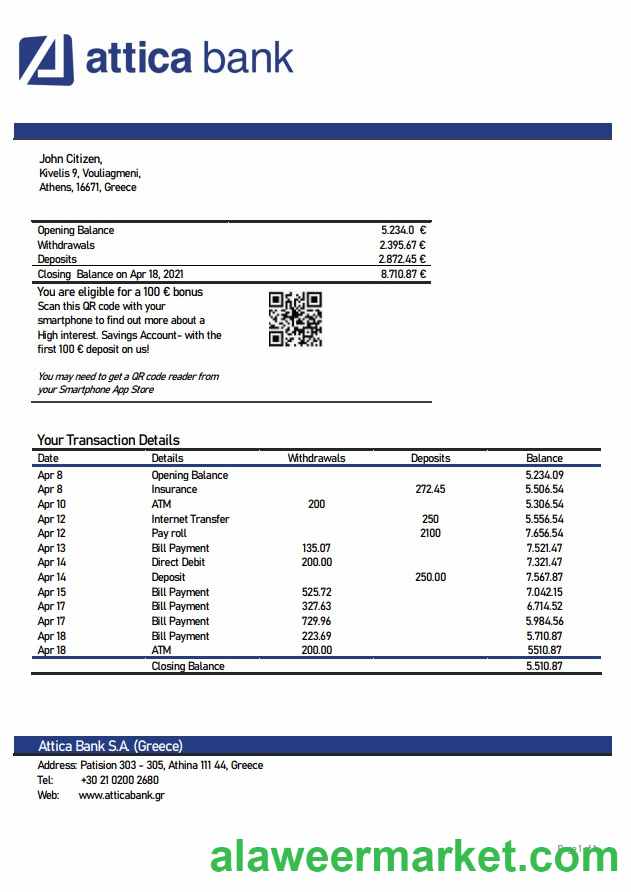 attica bank
John Citizen,
Kivelis 9, Vouliagmeni,
Athens, 16671, Greece
Opening Balance 5.234.0 €
Withdrawals 2.395.67 €
Deposits 2.872.45 €
Closing Balance on Apr 18, 2021 8.710.87 €
You are eligible for a 100 € bonus
Scan this QR code with your
smartphone to find out more about a
High interest. Savings Account- with the
first 100 € deposit on us!
You may need to get a QR code reader from
your Smartphone App Store
Your Transaction Details
Date Details Withdrawals Deposits Balance
Apr 8 Opening Balance 5.234.09
Apr 8 Insurance 272.45 5.506.54
Apr 10 ATM 200 5.306.54
Apr 12 Internet Transfer 250 5.556.54
Apr 12 Pay roll 2100 7.656.54
Apr 13 Bill Payment 135.07 7.521.47
Apr 14 Direct Debit 200.00 7.321.47
Apr 14 Deposit 250.00 7.567.87
Apr 15 Bill Payment 525.72 7.042.15
Apr 17 Bill Payment 327.63 6.714.52
Apr 17 Bill Payment 729.96 5.984.56
Apr 18 Bill Payment 223.69 5.710.87
Apr 18 ATM 200.00 5510.87
Closing Balance 5.510.87
Attica Bank S.A. (Greece)
Address: Patision 303 - 305, Athina 111 44, Greece
Tel: +30 21 0200 2680
Web: www.atticabank.gr
alaweermarket.com